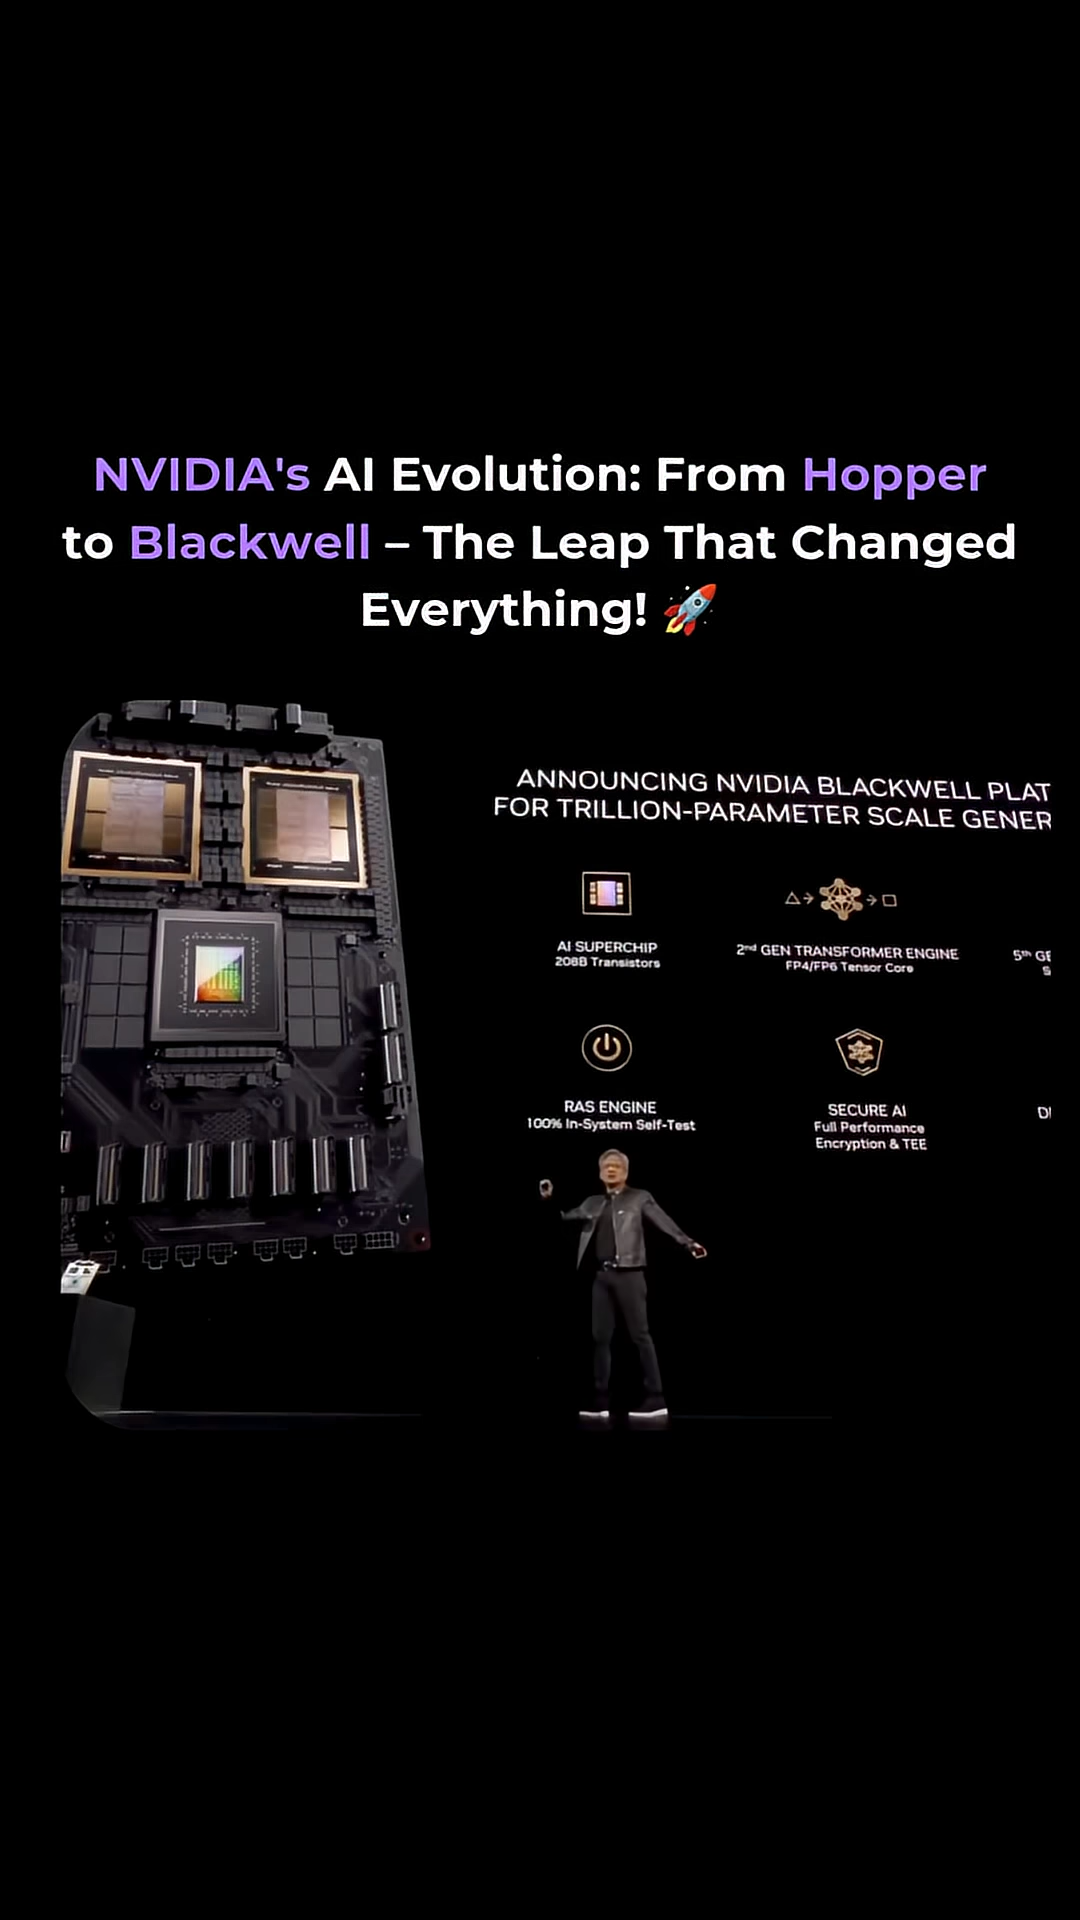 NVIDIA's AI Evolution: From Hopper
to Blackwell – The Leap That Changed
Everything! 🚀
ANNOUNCING NVIDIA BLACKWELL PLAT
FOR TRILLION-PARAMETER SCALE GENER
AI SUPERCHIP
208B Transistors
2nd GEN TRANSFORMER ENGINE
FP4/FP6 Tensor Core
5th GE
S
RAS ENGINE
100% In-System Self-Test
SECURE AI
Full Performance
Encryption & TEE
D